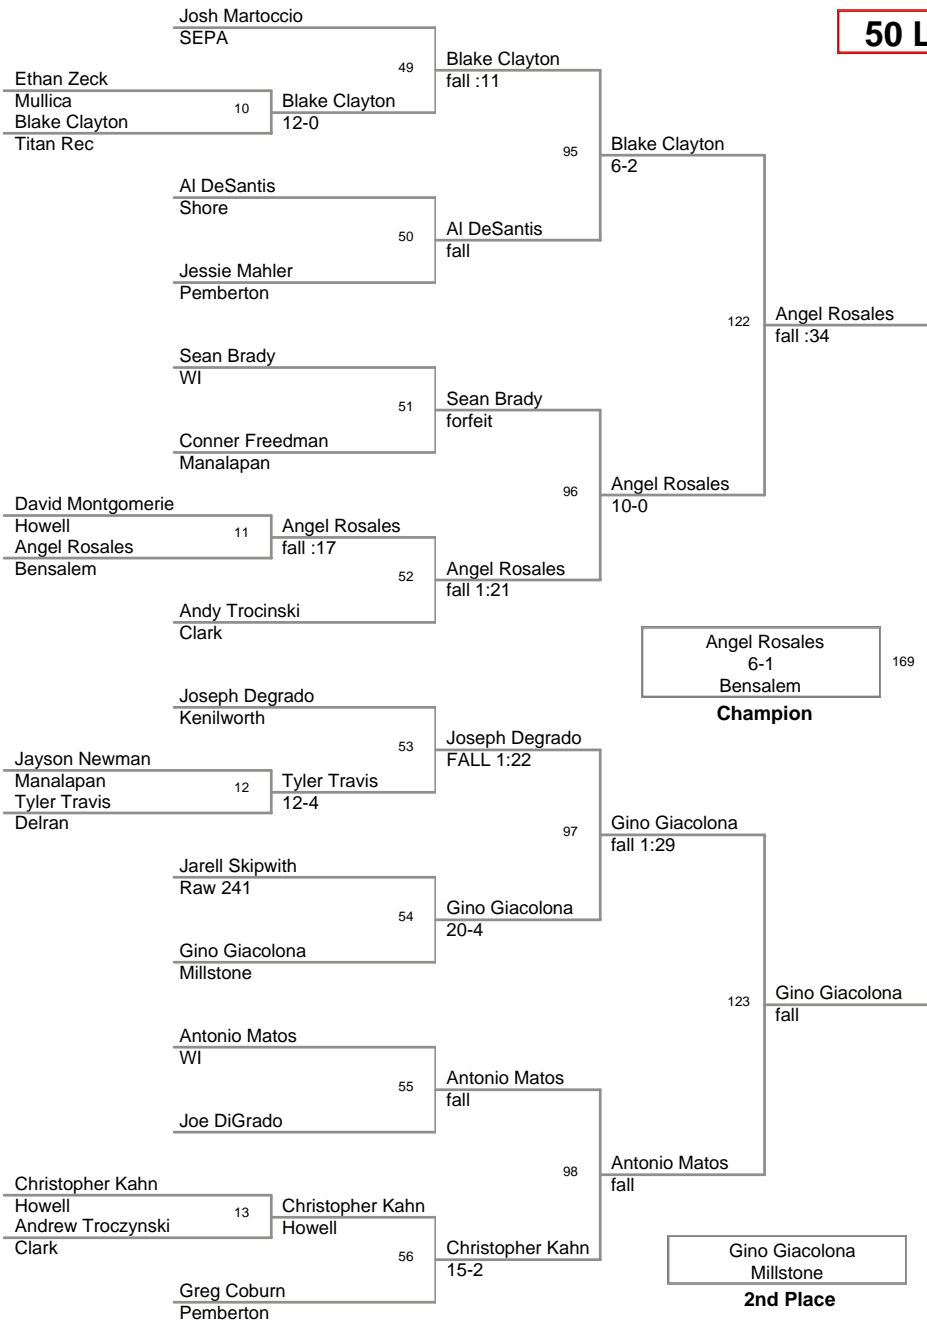 Josh Martoccio
SEPA
50 L
49
Blake Clayton
fall :11
Ethan Zeck
Mullica
10
Blake Clayton
12-0
Blake Clayton
Titan Rec
95
Blake Clayton
6-2
Al DeSantis
Shore
50
Al DeSantis
fall
Jessie Mahler
Pemberton
122
Angel Rosales
fall :34
Sean Brady
WI
51
Sean Brady
forfeit
Conner Freedman
Manalapan
96
Angel Rosales
10-0
David Montgomerie
Howell
11
Angel Rosales
fall :17
Angel Rosales
Bensalem
52
Angel Rosales
fall 1:21
Andy Trocinski
Clark
Angel Rosales
6-1
Bensalem
169
Champion
Joseph Degrado
Kenilworth
53
Joseph Degrado
FALL 1:22
Jayson Newman
Manalapan
12
Tyler Travis
12-4
Tyler Travis
Delran
97
Gino Giacolona
fall 1:29
Jarell Skipwith
Raw 241
54
Gino Giacolona
20-4
Gino Giacolona
Millstone
123
Gino Giacolona
fall
Antonio Matos
WI
55
Antonio Matos
fall
Joe DiGrado
98
Antonio Matos
fall
Christopher Kahn
Howell
13
Christopher Kahn
Howell
Andrew Troczynski
Clark
56
Christopher Kahn
15-2
Greg Coburn
Pemberton
Gino Giacolona
Millstone
2nd Place